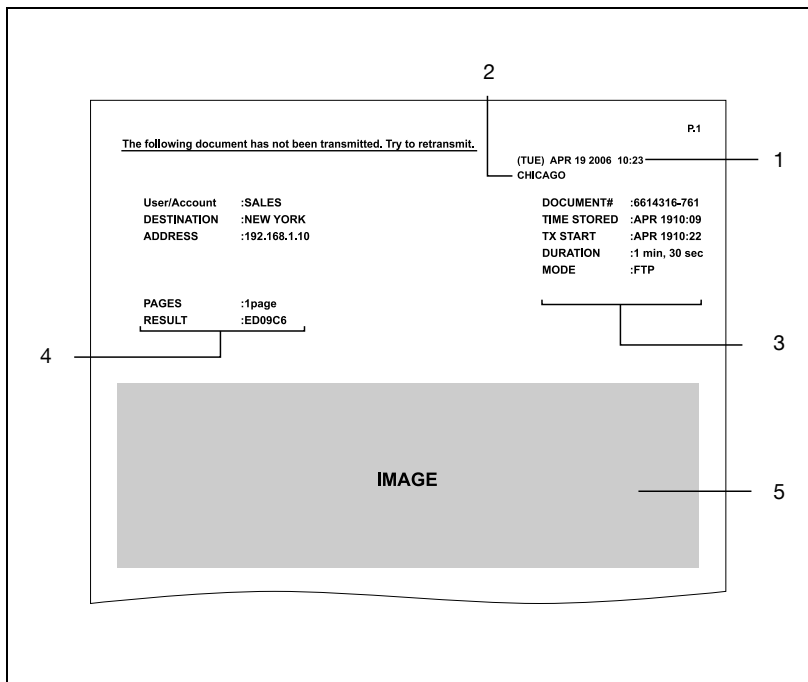 2
P.1
The following document has not been transmitted. Try to retransmit.
(TUE) APR 19 2006 10:23
1
CHICAGO
User/Account :SALES
DESTINATION :NEW YORK
ADDRESS :192.168.1.10
DOCUMENT# :6614316-761
TIME STORED :APR 1910:09
TX START :APR 1910:22
DURATION :1 min, 30 sec
MODE :FTP
PAGES :1page
RESULT :ED09C6
3
4
IMAGE
5